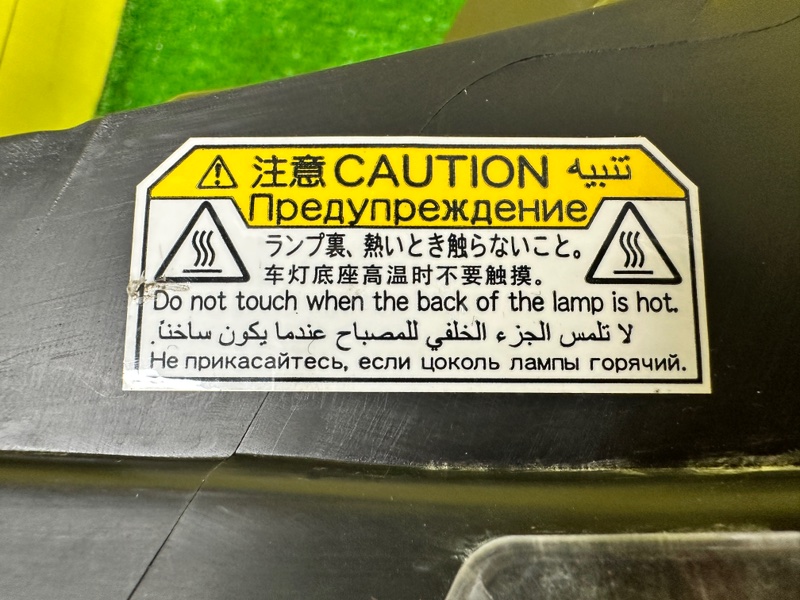 注意 CAUTION تنبيه
Предупреждение
ランプ裏、熱いとき触らないこと。
车灯底座高温时不要触摸。
Do not touch when the back of the lamp is hot.
لا تلمس الجزء الخلفي للمصباح عندما يكون ساخناً.
Не прикасайтесь, если цоколь лампы горячий.